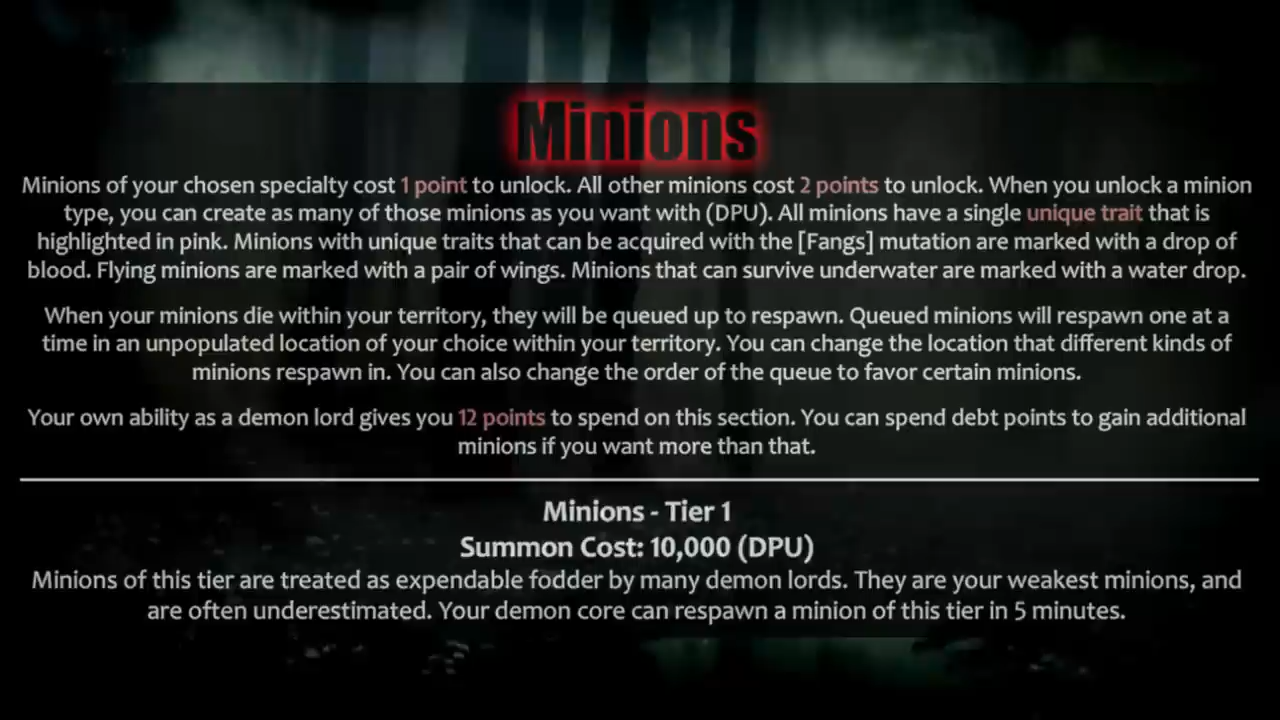 Minions
Minions of your chosen specialty cost 1 point to unlock. All other minions cost 2 points to unlock. When you unlock a minion
type, you can create as many of those minions as you want with (DPU). All minions have a single unique trait that is
highlighted in pink. Minions with unique traits that can be acquired with the [Fangs] mutation are marked with a drop of
blood. Flying minions are marked with a pair of wings. Minions that can survive underwater are marked with a water drop.
When your minions die within your territory, they will be queued up to respawn. Queued minions will respawn one at a
time in an unpopulated location of your choice within your territory. You can change the location that different kinds of
minions respawn in. You can also change the order of the queue to favor certain minions.
Your own ability as a demon lord gives you 12 points to spend on this section. You can spend debt points to gain additional
minions if you want more than that.
Minions - Tier 1
Summon Cost: 10,000 (DPU)
Minions of this tier are treated as expendable fodder by many demon lords. They are your weakest minions, and
are often underestimated. Your demon core can respawn a minion of this tier in 5 minutes.